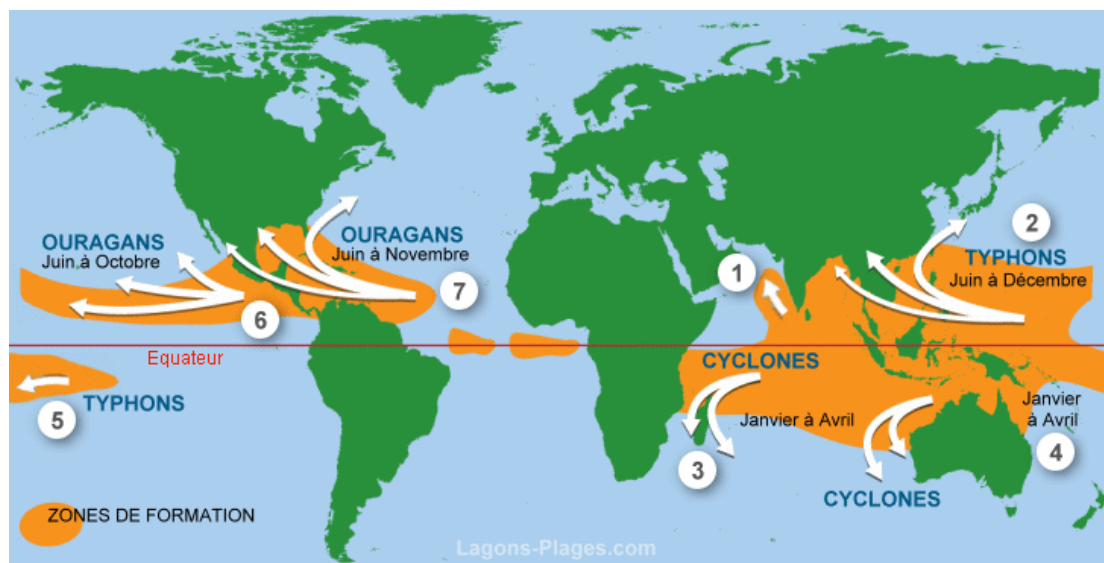 OURAGANS
Juin à Octobre
OURAGANS
Juin à Novembre
2
TYPHONS
Juin à Décembre
1
7
6
Equateur
CYCLONES
5
TYPHONS
Janvier à Avril
Janvier
à Avril
3
4
CYCLONES
ZONES DE FORMATION
Lagons-Plages.com